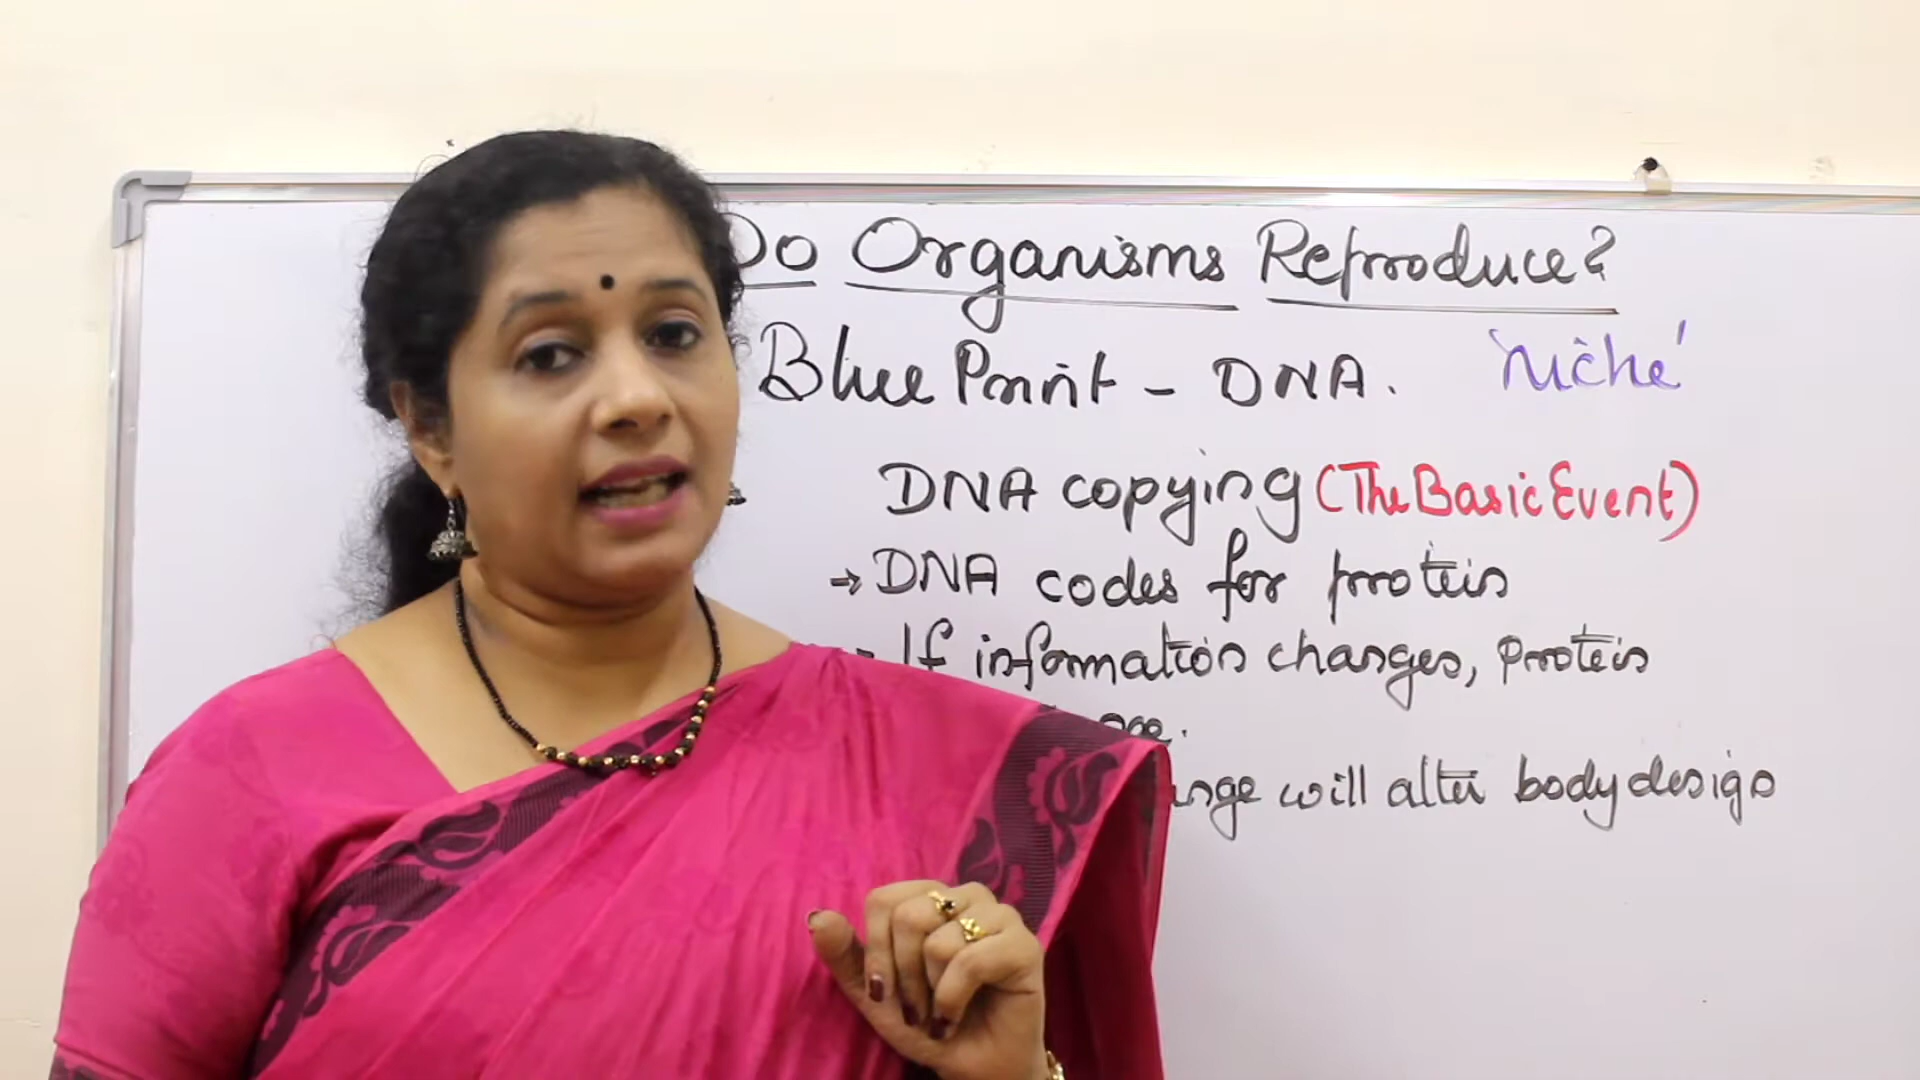 Do Organisms Reproduce?
Blue Print - DNA. 'Niche'
DNA copying (The Basic Event)
→ DNA codes for protein
If information changes, protein
will alter body design